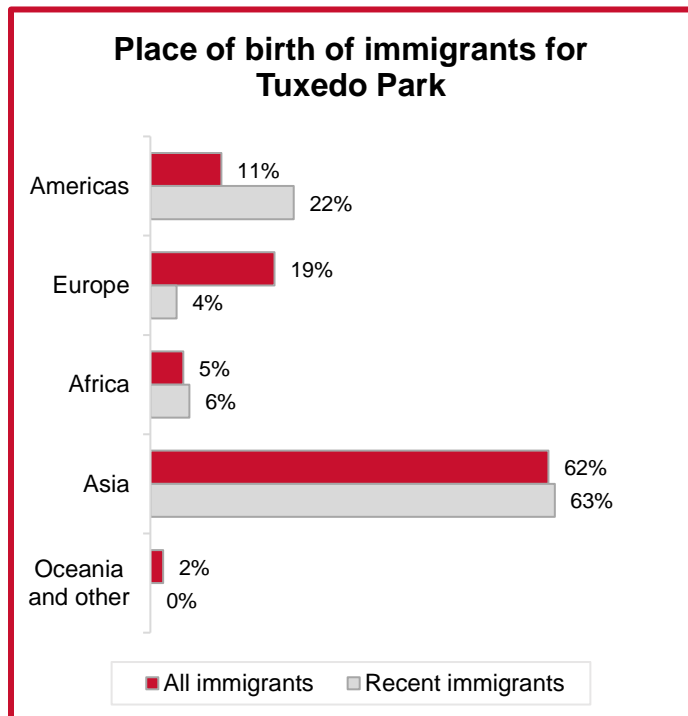 Place of birth of immigrants for
Tuxedo Park
Americas
11%
22%
Europe
19%
4%
Africa
5%
6%
Asia
62%
63%
Oceania
and other
2%
0%
All immigrants
Recent immigrants